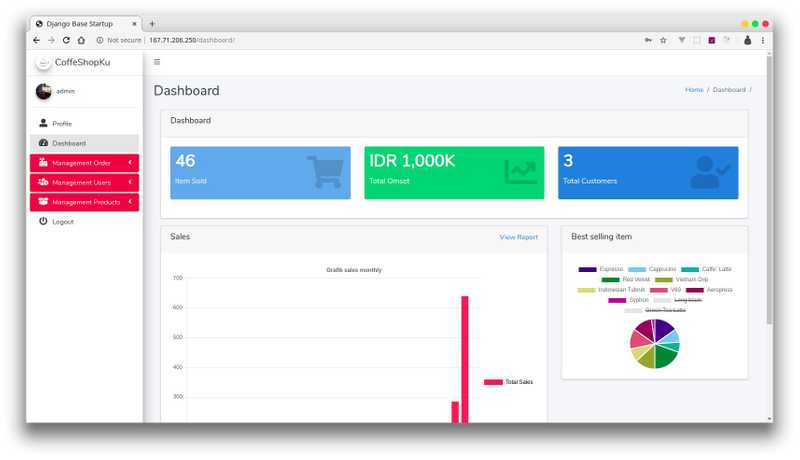 Django Base Startup
Not secure | 167.71.206.250/dashboard/
CoffeShopKu
admin
Profile
Dashboard
Management Order
Management Users
Management Products
Logout
Dashboard
Home / Dashboard /
Dashboard
46
Item Sold
IDR 1,000K
Total Omset
3
Total Customers
Sales
View Report
Grafik sales monthly
700
600
500
400
300
Total Sales
Best selling item
Espresso
Cappucino
Caffe Latte
Red Velvet
Vietnam Drip
Indonesian Tubruk
V60
Aeropress
Syphon
Long black
Green Tea Late